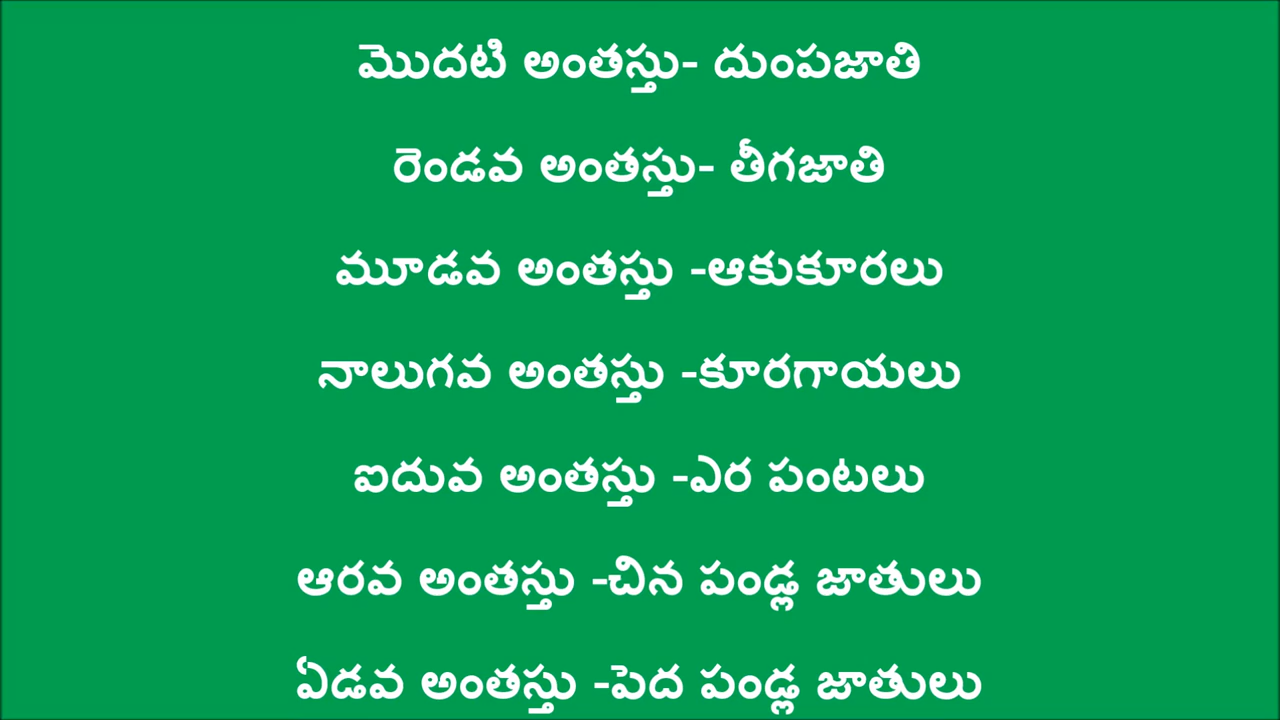 మొదటి అంతస్తు- దుంపజాతి
రెండవ అంతస్తు- తీగజాతి
మూడవ అంతస్తు -ఆకుకూరలు
నాలుగవ అంతస్తు -కూరగాయలు
ఐదువ అంతస్తు -ఎర పంటలు
ఆరవ అంతస్తు -చిన పండ్ల జాతులు
ఏడవ అంతస్తు -పెద పండ్ల జాతులు